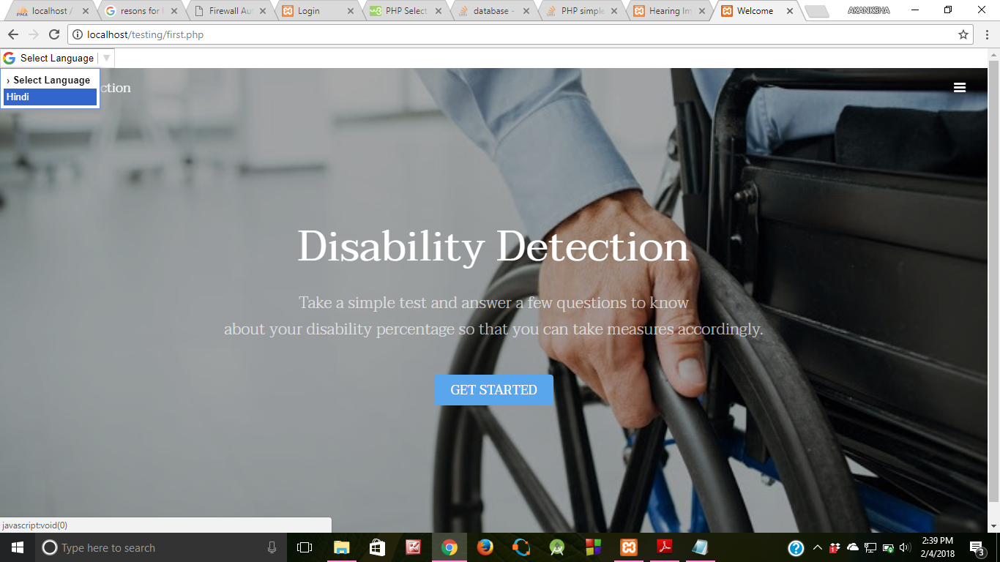 localhost /
resons for
Firewall Aut
Login
PHP Select
database -
PHP simple
Hearing Im
Welcome
AKANKSHA
localhost/testing/first.php
Select Language
› Select Language
Hindi
ction
Disability Detection
Take a simple test and answer a few questions to know
about your disability percentage so that you can take measures accordingly.
GET STARTED
javascript:void(0)
Type here to search
2:39 PM
2/4/2018
3